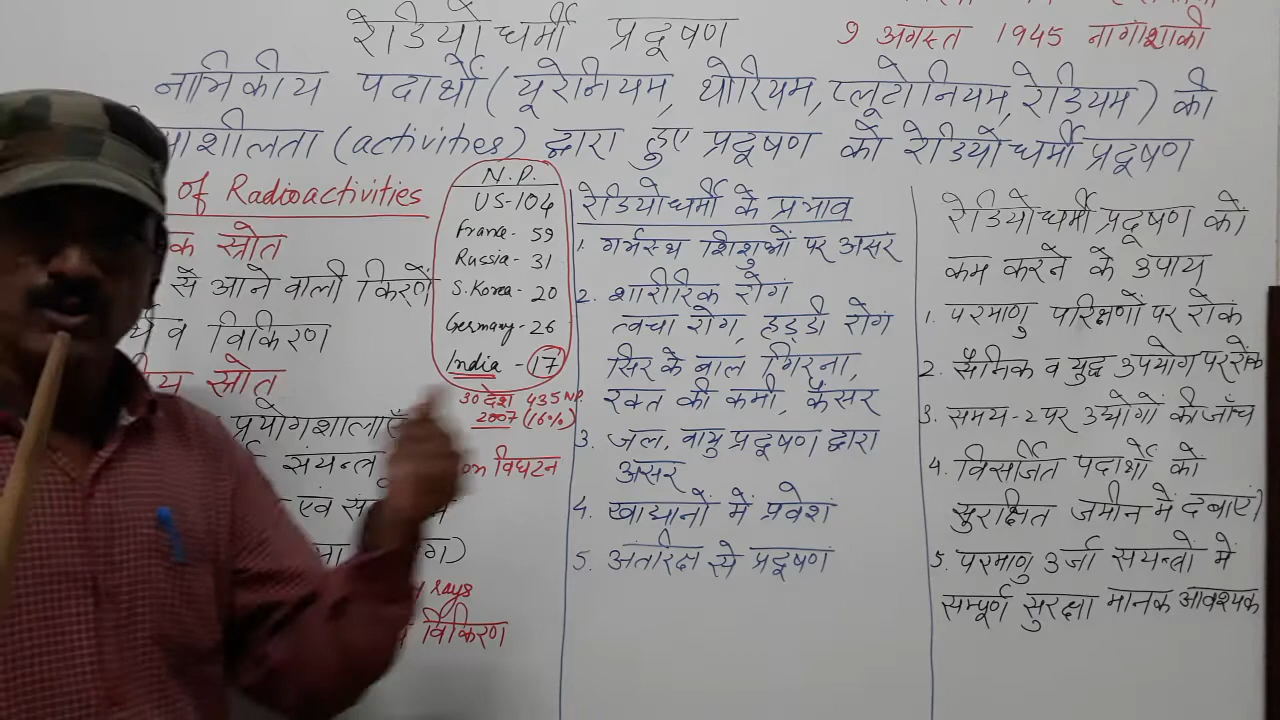 रेडियोधर्मी प्रदूषण
9 अगस्त 1945 नागाशाकी
नाभिकीय पदार्थों (यूरेनियम, थोरियम, प्लूटोनियम, रेडियम) की
(activities) द्वारा हुए प्रदूषण को रेडियोधर्मी प्रदूषण
of Radioactivities
स्रोत
से आने वाली किरणें
व विकिरण
स्रोत
प्रयोगशालाएँ
एवं
rays
विकिरण
N.P.
US-104
France - 59
Russia - 31
S. Korea - 20
Germany - 26
India - 17
30 देश 435 N.P.
2007 (16%)
विघटन
रेडियोधर्मी के प्रभाव
1. गर्भस्थ शिशुओं पर असर
2. शारीरिक रोग
त्वचा रोग, हड्डी रोग
सिर के बाल गिरना,
रक्त की कमी, कैंसर
3. जल, वायु प्रदूषण द्वारा
असर
4. खाद्यानों में प्रवेश
5. अंतरिक्ष से प्रदूषण
रेडियोधर्मी प्रदूषण को
कम करने के उपाय
1. परमाणु परिक्षणों पर रोक
2. सैनिक व युद्ध उपयोग पर रोक
3. समय-2 पर उद्योगों की जाँच
4. विसर्जित पदार्थों को
सुरक्षित जमीन में दबाएं
5. परमाणु उर्जा सयन्त्रों में
सम्पूर्ण सुरक्षा मानक आवश्यक